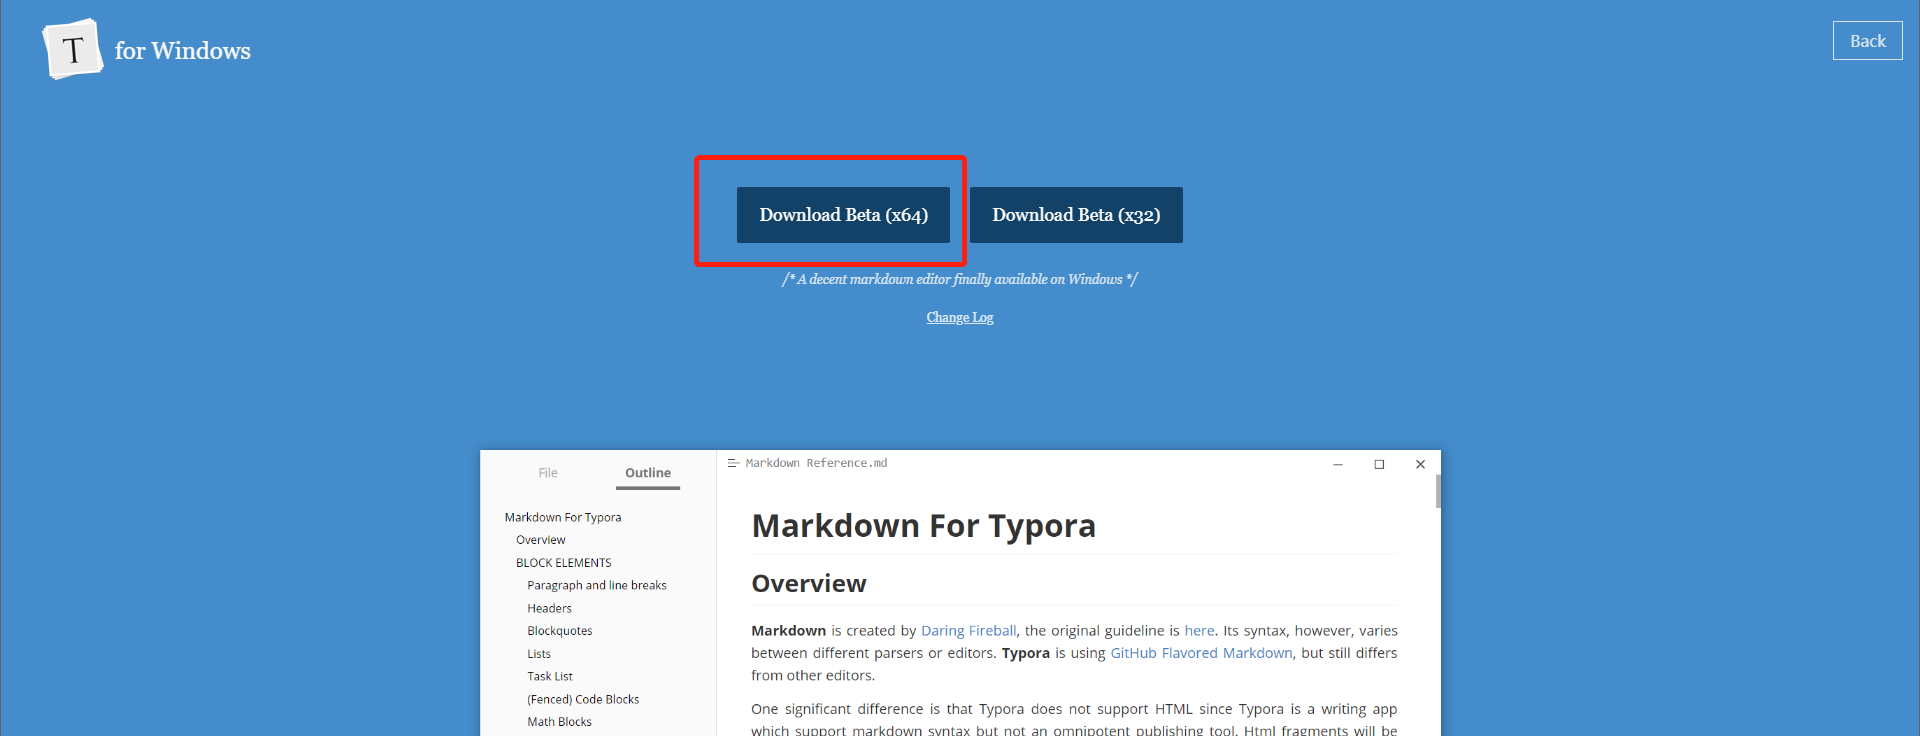 T for Windows
Back
Download Beta (x64)
Download Beta (x32)
/* A decent markdown editor finally available on Windows */
Change Log
File
Outline
Markdown For Typora
Overview
BLOCK ELEMENTS
Paragraph and line breaks
Headers
Blockquotes
Lists
Task List
(Fenced) Code Blocks
Math Blocks
Markdown Reference.md
Markdown For Typora
Overview
Markdown is created by Daring Fireball, the original guideline is here. Its syntax, however, varies
between different parsers or editors. Typora is using GitHub Flavored Markdown, but still differs
from other editors.
One significant difference is that Typora does not support HTML since Typora is a writing app
which support markdown syntax but not an omnipotent publishing tool. Html fragments will be